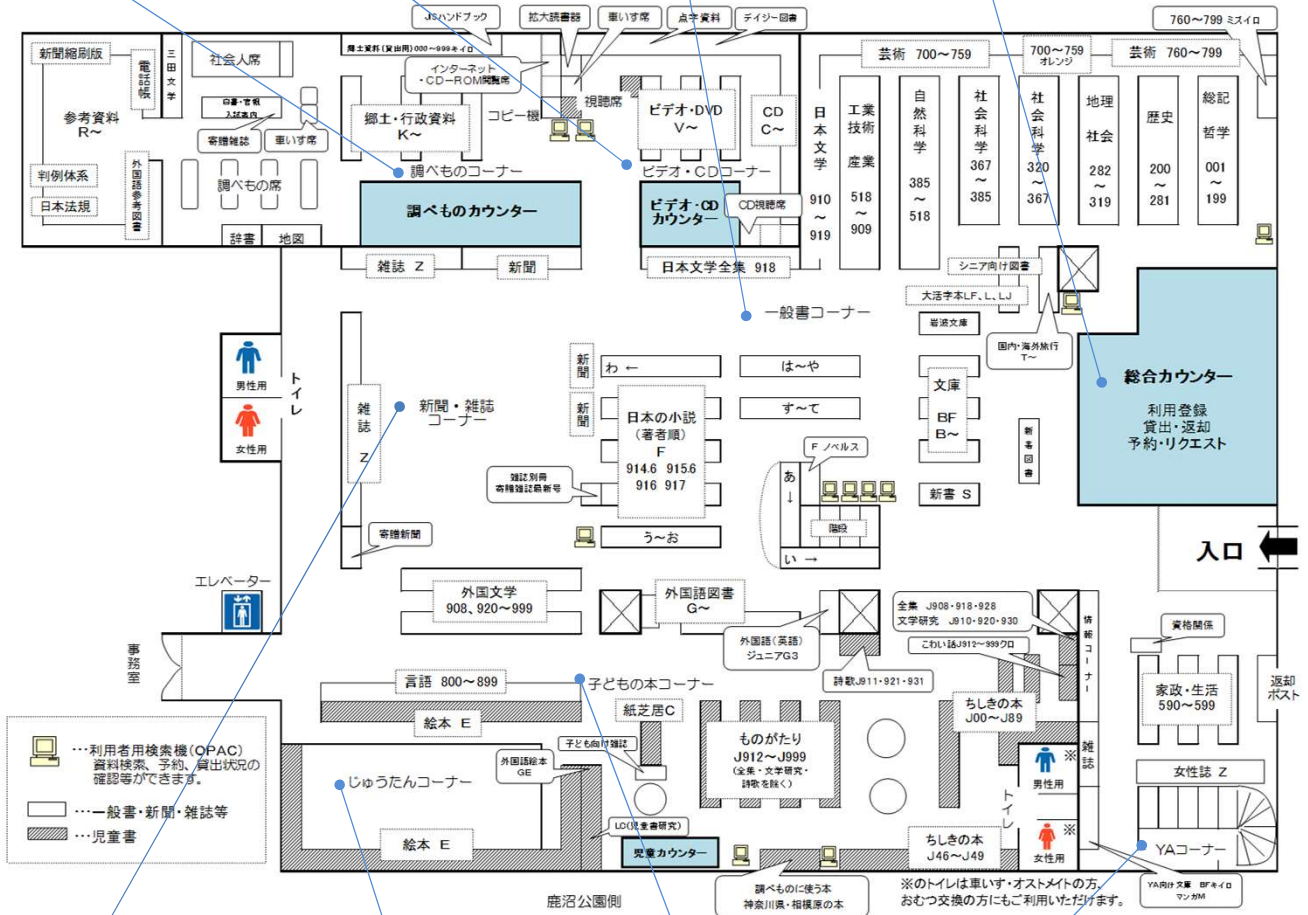 JISハンドブック
拡大読書器
車いす席
点字資料
デイジー図書
760～799 ミズイロ
新聞縮刷版
電話帳
三田文学
社会人席
郷土資料(貸出用)000～999キイロ
インターネット
・CD－ROM閲覧席
芸術 700～759
700～759
オレンジ
芸術 760～799
参考資料
R～
白書・官報
入試案内
寄贈雑誌
車いす席
郷土・行政資料
K～
コピー機
視聴席
ビデオ・DVD
V～
CD
C～
日本文学
910
～
919
工業
技術
産業
518
～
909
自然科学
385
～
518
社会科学
367
～
385
社会科学
320
～
367
地理
社会
282
～
319
歴史
200
～
281
総記
哲学
001
～
199
判例体系
日本法規
外国語参考図書
調べもの席
辞書
地図
調べものコーナー
調べものカウンター
ビデオ・CDコーナー
ビデオ・CD
カウンター
CD視聴席
雑誌 Z
新聞
日本文学全集 918
シニア向け図書
大活字本LF、L、LJ
一般書コーナー
岩波文庫
国内・海外旅行
T～
総合カウンター
利用登録
貸出・返却
予約・リクエスト
男性用
女性用
トイレ
雑誌
Z
新聞・雑誌
コーナー
新聞
わ ←
は～や
新聞
す～て
日本の小説
(著者順)
F
914.6 915.6
916 917
文庫
BF
B～
新着図書
F ノベルス
あ
↓
雑誌別冊
寄贈雑誌最新号
新書 S
階段
う～お
い →
寄贈新聞
入口
エレベーター
外国文学
908、920～999
外国語図書
G～
外国語(英語)
ジュニアG3
全集 J908・918・928
文学研究 J910・920・930
こわい話J912～999クロ
詩歌J911・921・931
情報コーナー
資格関係
事務室
家政・生活
590～599
返却
ポスト
言語 800～899
子どもの本コーナー
絵本 E
紙芝居C
子ども向け雑誌
外国語絵本
GE
ものがたり
J912～J999
(全集・文学研究・
詩歌を除く)
ちしきの本
J00～J89
…利用者用検索機(OPAC)
資料検索、予約、貸出状況の
確認等ができます。
…一般書・新聞・雑誌等
…児童書
じゅうたんコーナー
絵本 E
LC(児童書研究)
児童カウンター
トイレ
※
男性用
※
女性用
雑誌
女性誌 Z
YAコーナー
ちしきの本
J46～J49
調べものに使う本
神奈川県・相模原の本
YA向け文庫 BFキイロ
マンガM
※のトイレは車いす・オストメイトの方、
おむつ交換の方にもご利用いただけます。
鹿沼公園側